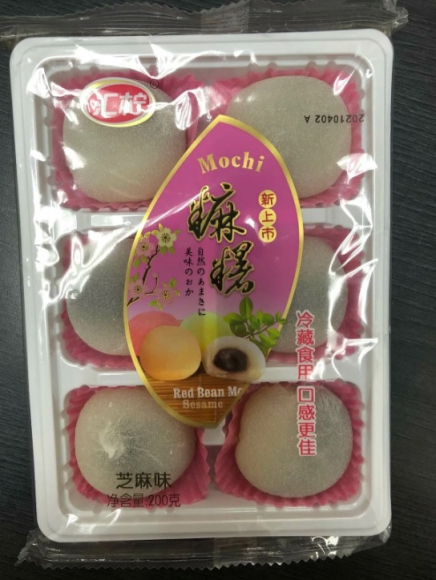 汇柠
20210402 A
Mochi
新上市
麻糬
自然のあまさに
美味のおか
Red Bean Mo
Sesame
冷藏食用 口感更佳
芝麻味
净含量:200克